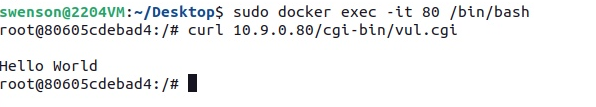 swenson@2204VM:~/Desktop$ sudo docker exec -it 80 /bin/bash
root@80605cdebad4:/# curl 10.9.0.80/cgi-bin/vul.cgi

Hello World
root@80605cdebad4:/#